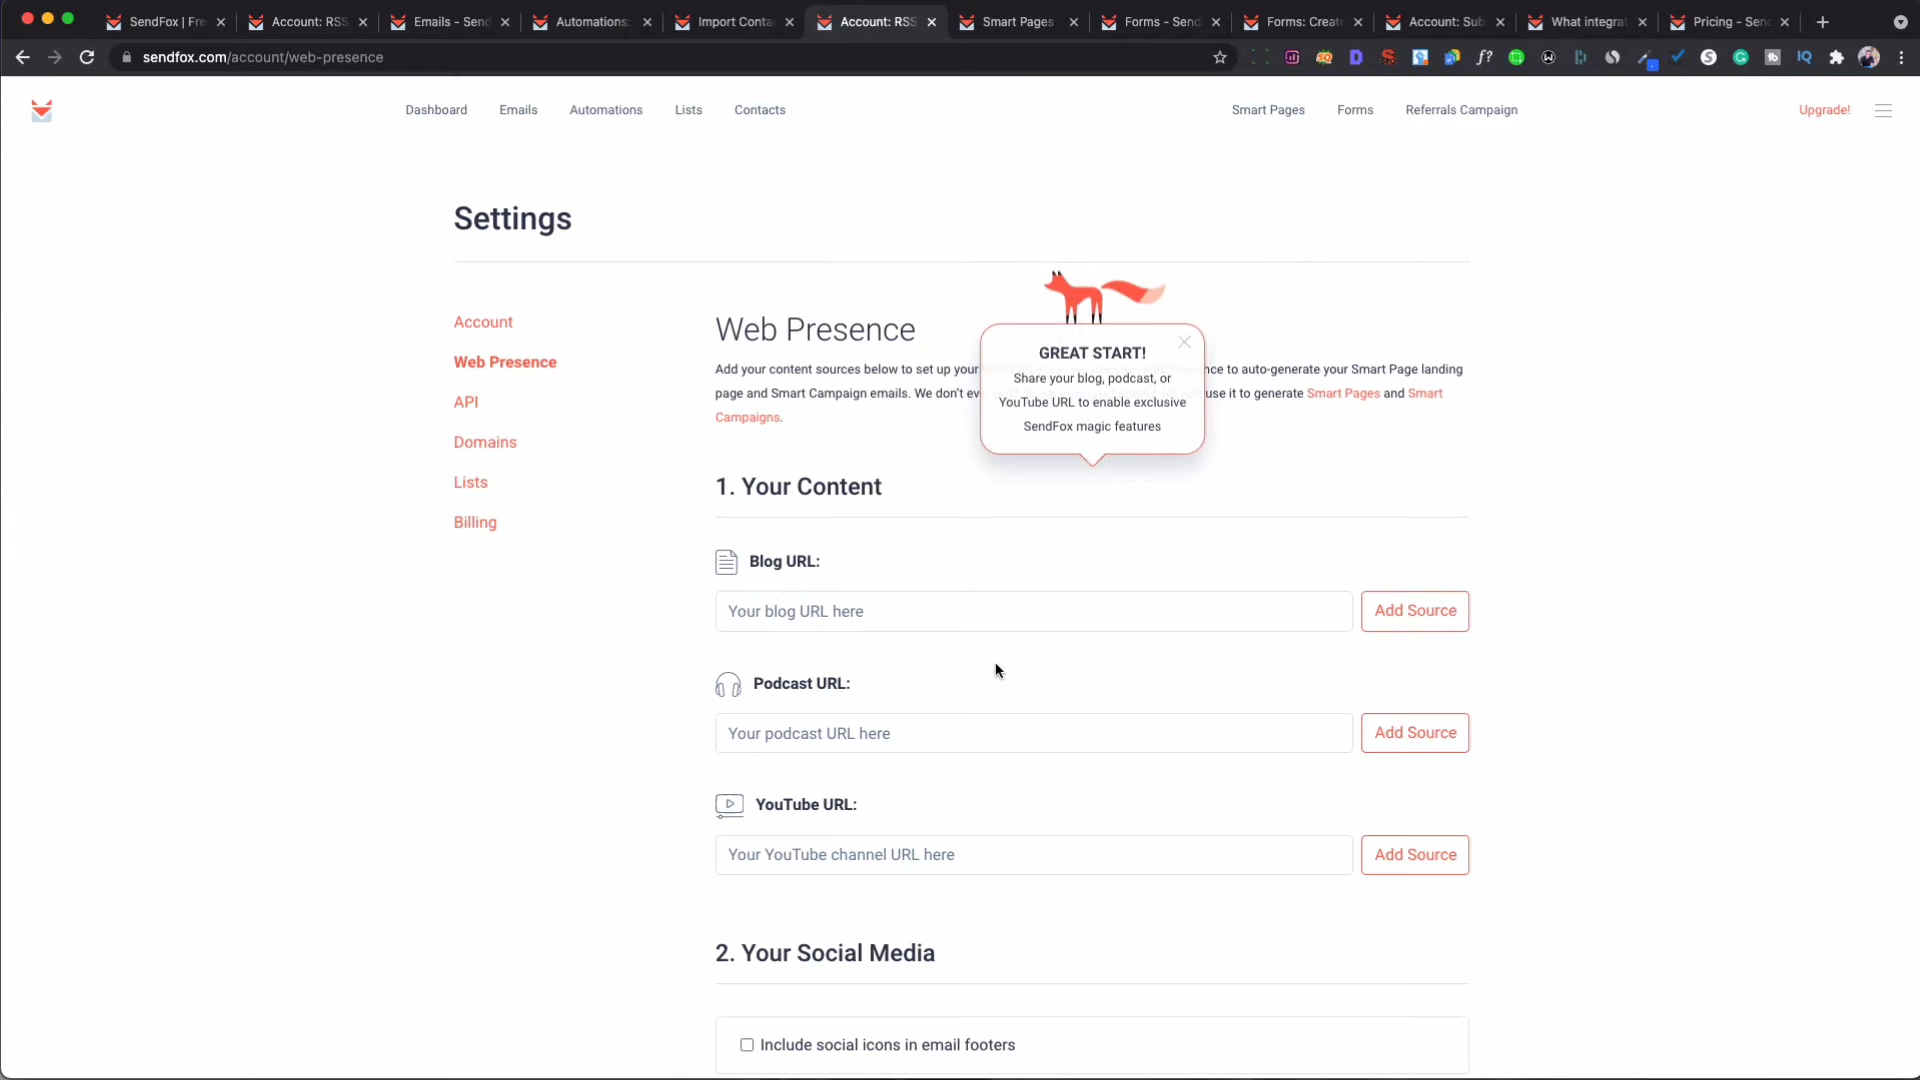 SendFox | Fre
Account: RSS
Emails - Send
Automations:
Import Conta
Account: RSS
Smart Pages
Forms - Send
Forms: Create
Account: Sub
What integrat
Pricing - Sen
sendfox.com/account/web-presence
Dashboard
Emails
Automations
Lists
Contacts
Smart Pages
Forms
Referrals Campaign
Upgrade!
Settings
Account
Web Presence
API
Domains
Lists
Billing
Web Presence
Add your content sources below to set up your
nce to auto-generate your Smart Page landing
page and Smart Campaign emails. We don't ev
use it to generate Smart Pages and Smart
Campaigns.
GREAT START!
Share your blog, podcast, or
YouTube URL to enable exclusive
SendFox magic features
1. Your Content
Blog URL:
Your blog URL here
Add Source
Podcast URL:
Your podcast URL here
Add Source
YouTube URL:
Your YouTube channel URL here
Add Source
2. Your Social Media
Include social icons in email footers